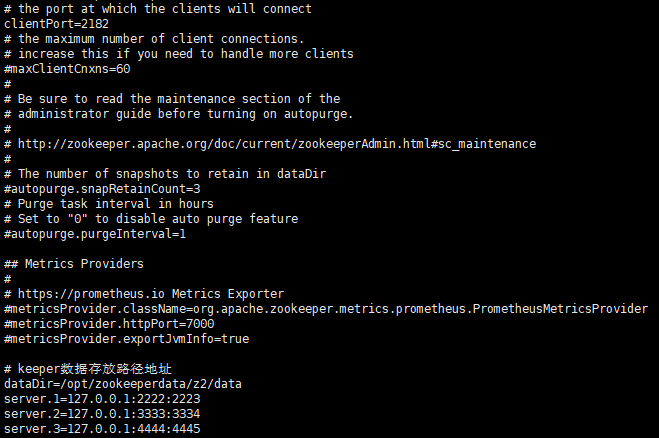 # the port at which the clients will connect
clientPort=2182
# the maximum number of client connections.
# increase this if you need to handle more clients
#maxClientCnxns=60
#
# Be sure to read the maintenance section of the
# administrator guide before turning on autopurge.
#
# http://zookeeper.apache.org/doc/current/zookeeperAdmin.html#sc_maintenance
#
# The number of snapshots to retain in dataDir
#autopurge.snapRetainCount=3
# Purge task interval in hours
# Set to "0" to disable auto purge feature
#autopurge.purgeInterval=1
## Metrics Providers
#
# https://prometheus.io Metrics Exporter
#metricsProvider.className=org.apache.zookeeper.metrics.prometheus.PrometheusMetricsProvider
#metricsProvider.httpPort=7000
#metricsProvider.exportJvmInfo=true
# keeper数据存放路径地址
dataDir=/opt/zookeeperdata/z2/data
server.1=127.0.0.1:2222:2223
server.2=127.0.0.1:3333:3334
server.3=127.0.0.1:4444:4445